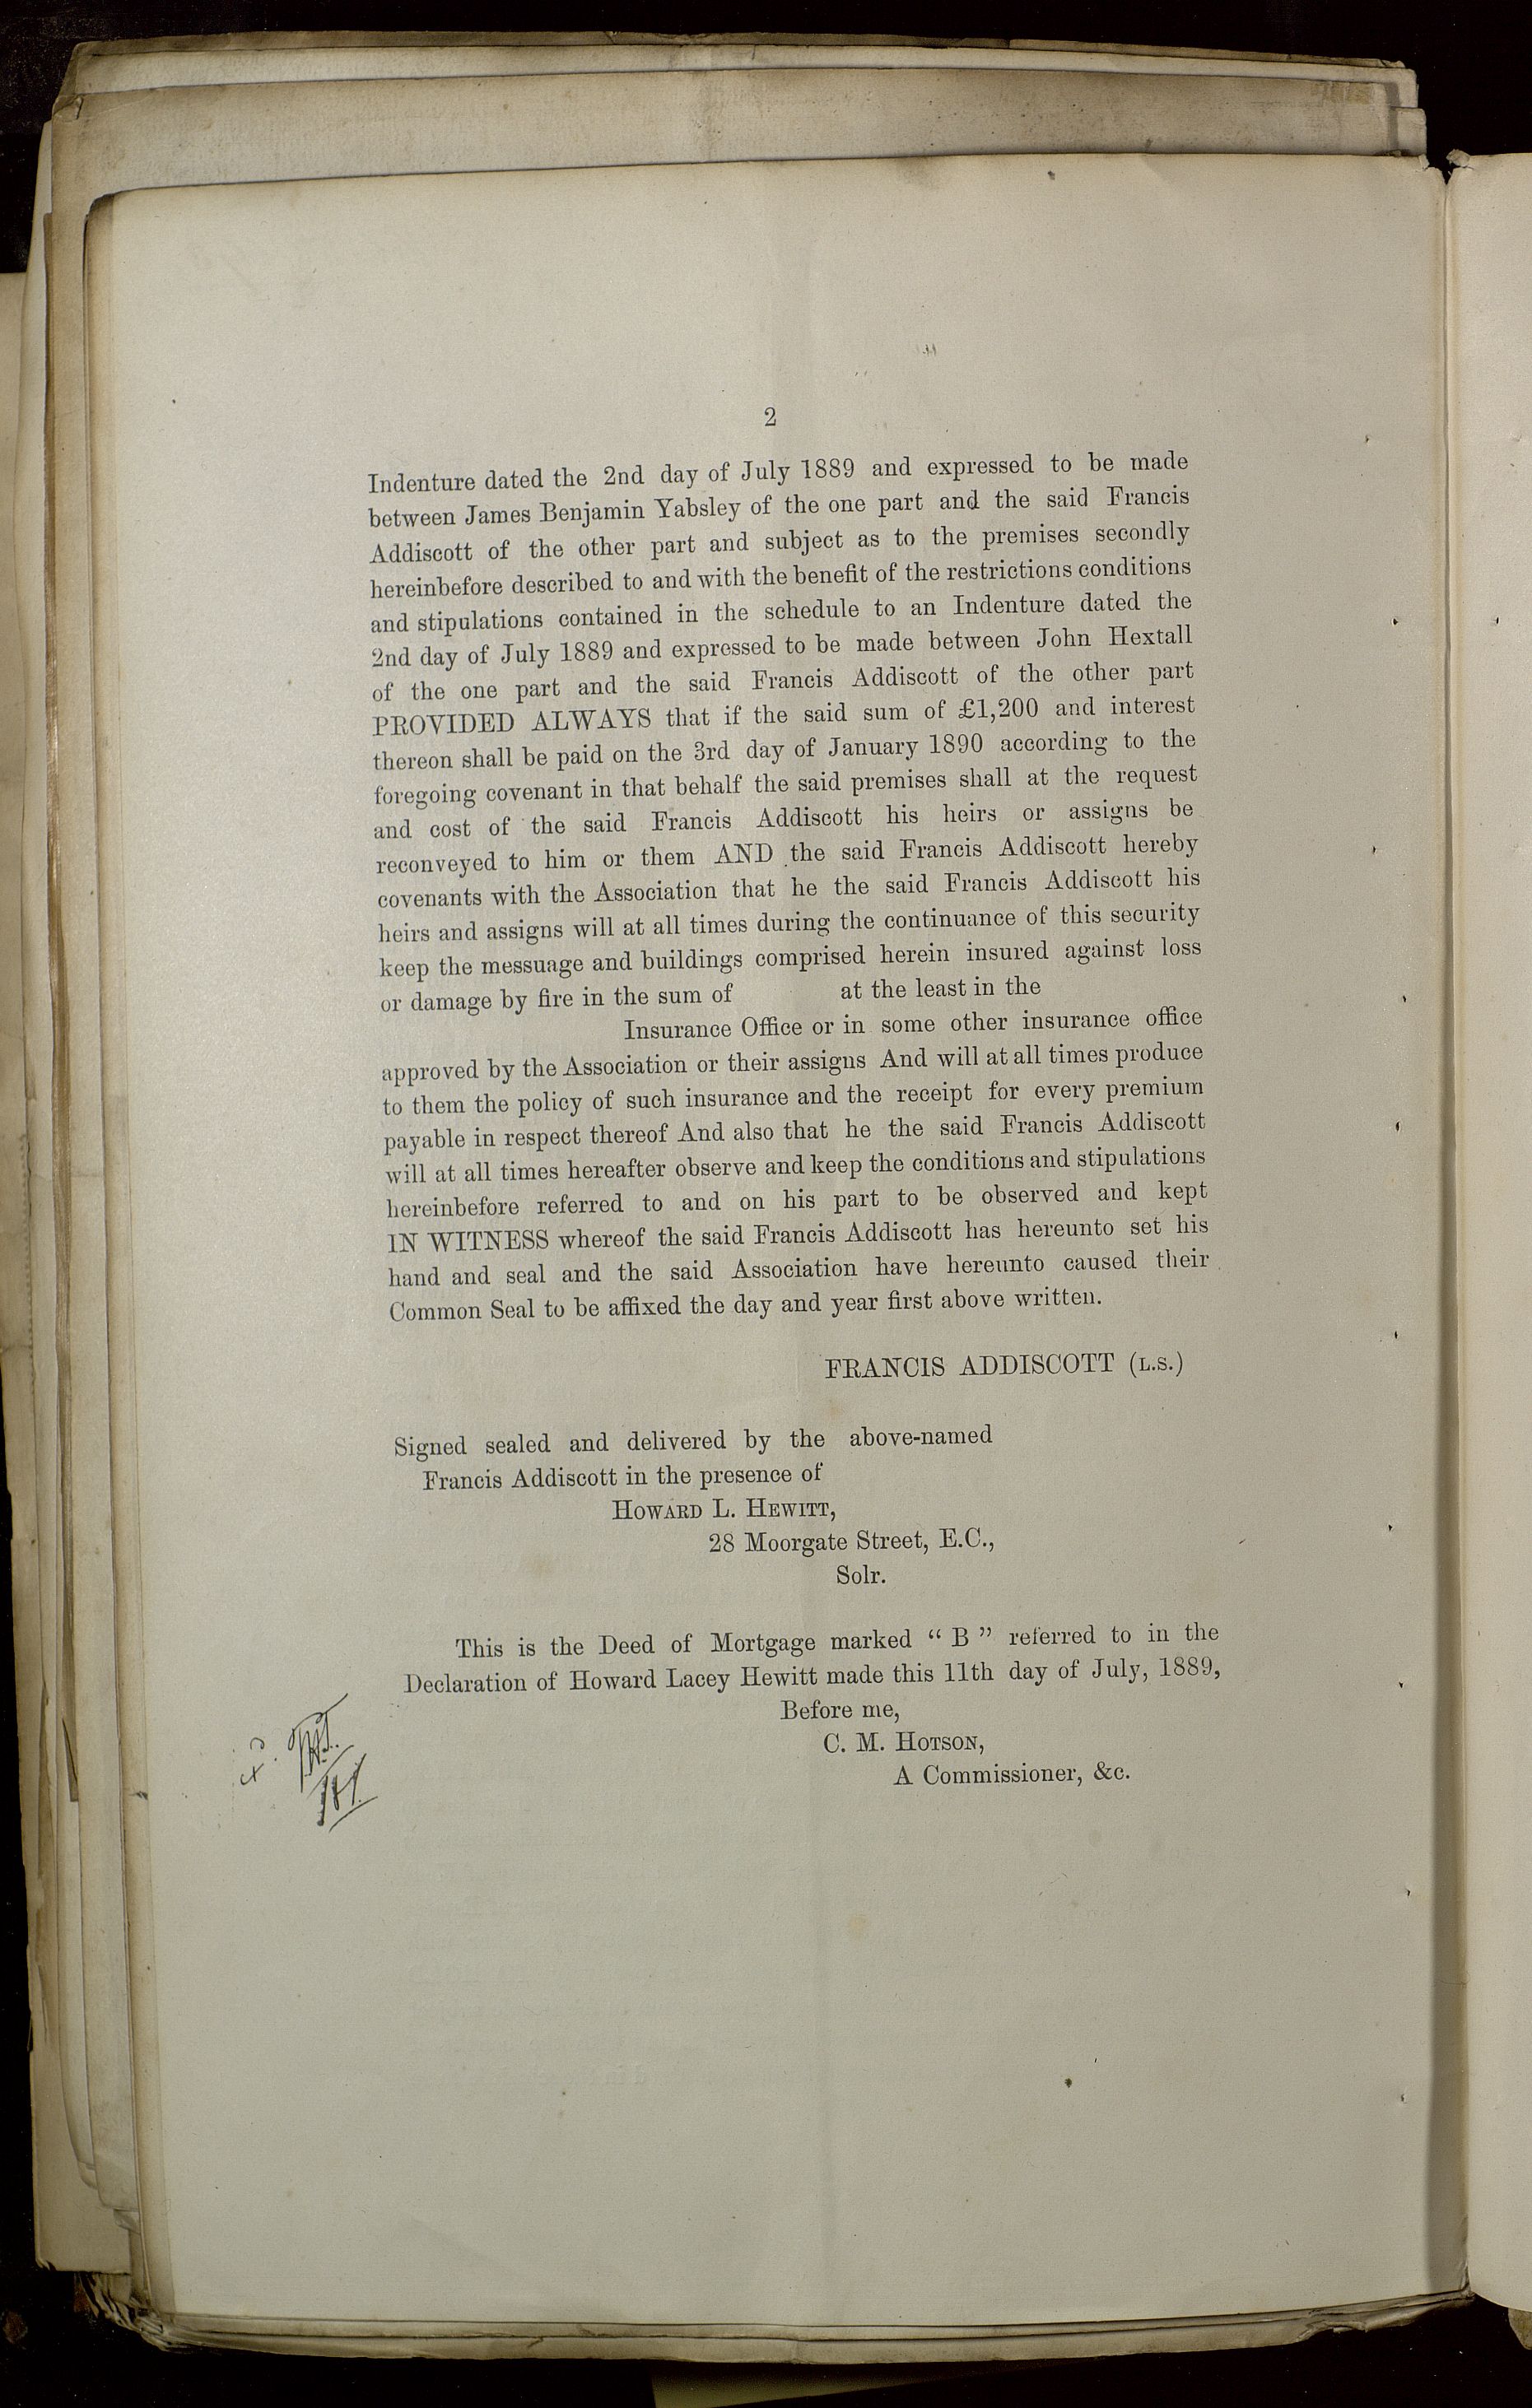 2
Indenture dated the 2nd day of July 1889 and expressed to be made
between James Benjamin Yabsley of the one part and the said Francis
Addiscott of the other part and subject as to the premises secondly
hereinbefore described to and with the benefit of the restrictions conditions
and stipulations contained in the schedule to an Indenture dated the
2nd day of July 1889 and expressed to be made between John Hextall
of the one part and the said Francis Addiscott of the other part
PROVIDED ALWAYS that if the said sum of £1,200 and interest
thereon shall be paid on the 3rd day of January 1890 according to the
foregoing covenant in that behalf the said premises shall at the request
and cost of the said Francis Addiscott his heirs or assigns be
reconveyed to him or them AND the said Francis Addiscott hereby
covenants with the Association that he the said Francis Addiscott his
heirs and assigns will at all times during the continuance of this security
keep the messuage and buildings comprised herein insured against loss
or damage by fire in the sum of at the least in the
Insurance Office or in some other insurance office
approved by the Association or their assigns And will at all times produce
to them the policy of such insurance and the receipt for every premium
payable in respect thereof And also that he the said Francis Addiscott
will at all times hereafter observe and keep the conditions and stipulations
hereinbefore referred to and on his part to be observed and kept
IN WITNESS whereof the said Francis Addiscott has hereunto set his
hand and seal and the said Association have hereunto caused their
Common Seal to be affixed the day and year first above written.
FRANCIS ADDISCOTT (L.S.)
Signed sealed and delivered by the above-named
Francis Addiscott in the presence of
HOWARD L. HEWITT,
28 Moorgate Street, E.C.,
Solr.
This is the Deed of Mortgage marked “ B ” referred to in the
Declaration of Howard Lacey Hewitt made this 11th day of July, 1889,
Before me,
C. M. HOTSON,
A Commissioner, &c.